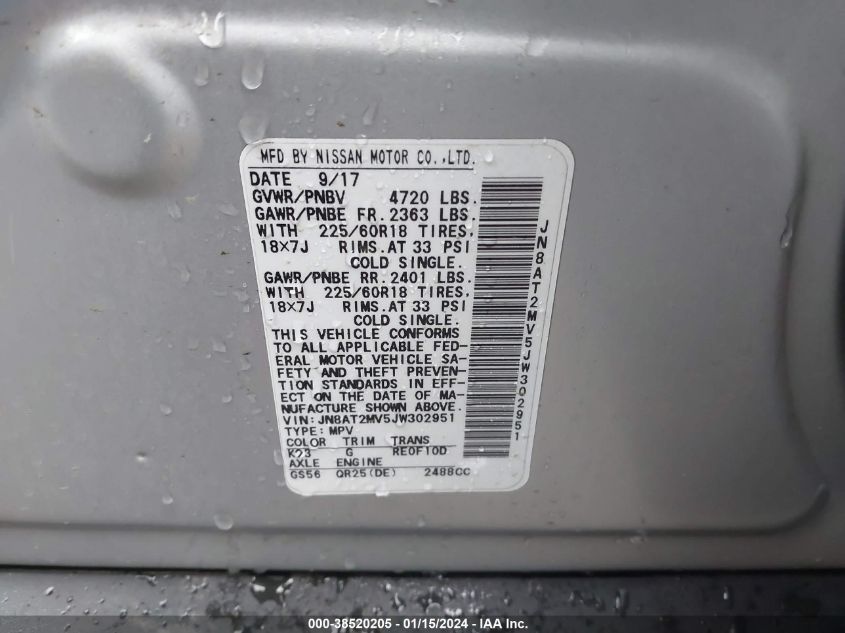 MFD BY NISSAN MOTOR CO.,LTD.
DATE 9/17
GVWR/PNBV 4720 LBS.
GAWR/PNBE FR. 2363 LBS.
WITH 225/60R18 TIRES.
18×7J RIMS.AT 33 PSI
COLD SINGLE.
GAWR/PNBE RR. 2401 LBS.
WITH 225/60R18 TIRES.
18×7J RIMS.AT 33 PSI
COLD SINGLE.
THIS VEHICLE CONFORMS
TO ALL APPLICABLE FED-
ERAL MOTOR VEHICLE SA-
FETY AND THEFT PREVEN-
TION STANDARDS IN EFF-
ECT ON THE DATE OF MA-
NUFACTURE SHOWN ABOVE.
VIN: JN8AT2MV5JW302951
TYPE: MPV
COLOR TRIM TRANS
K23 G RE0F10D
AXLE ENGINE
GS56 QR25(DE) 2488CC
JN8AT2MV5JW302951
000-38520205 - 01/15/2024 - IAA Inc.